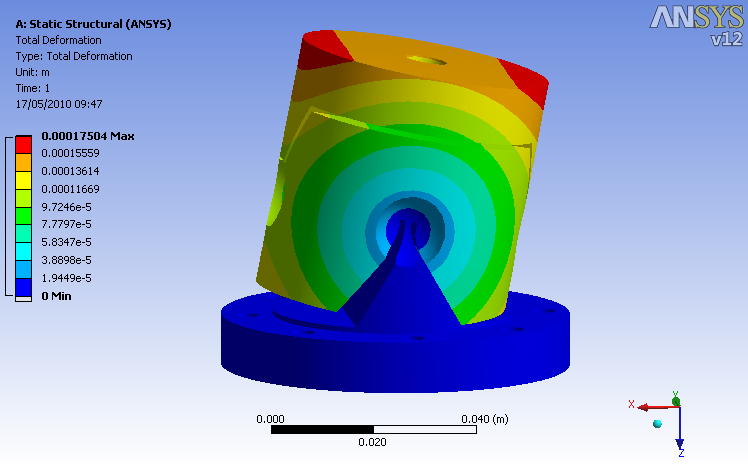 A: Static Structural (ANSYS)
Total Deformation
Type: Total Deformation
Unit: m
Time: 1
17/05/2010 09:47
0.00017504 Max
0.00015559
0.00013614
0.00011669
9.7246e-5
7.7797e-5
5.8347e-5
3.8898e-5
1.9449e-5
0 Min
ANSYS
v12
0.000
0.040 (m)
0.020
X
Y
Z